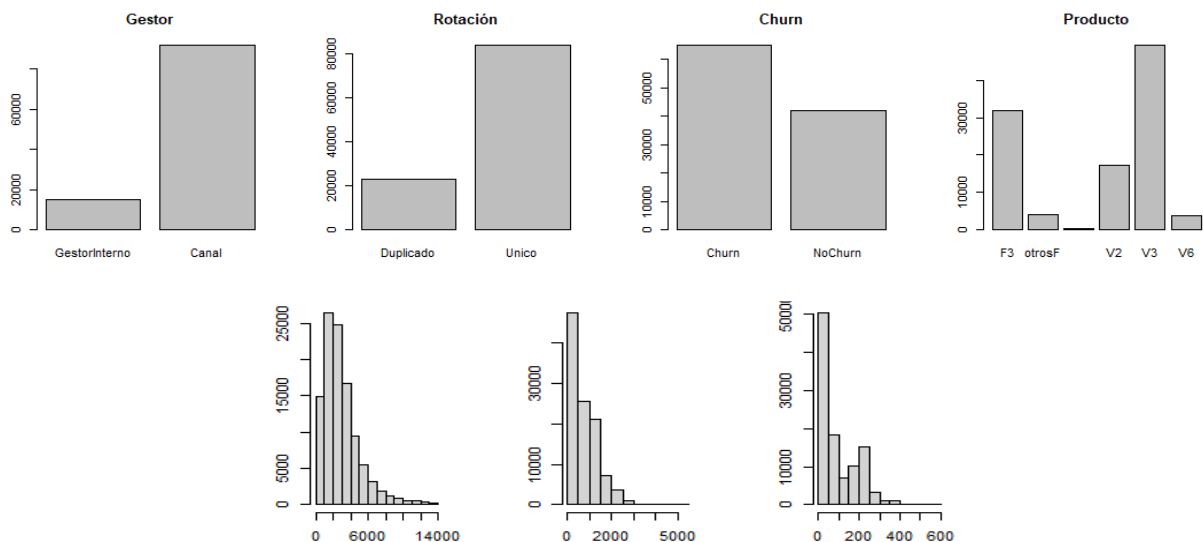 Gestor
20000
60000
0
GestorInterno Canal
Rotación
80000
60000
40000
20000
0
Duplicado Unico
Churn
50000
30000
10000
0
Churn NoChurn
Producto
30000
10000
0
F3 otrosF V2 V3 V6
25000
15000
5000
0
0 6000 14000
30000
10000
0
0 2000 5000
50000
30000
10000
0
0 200 400 600